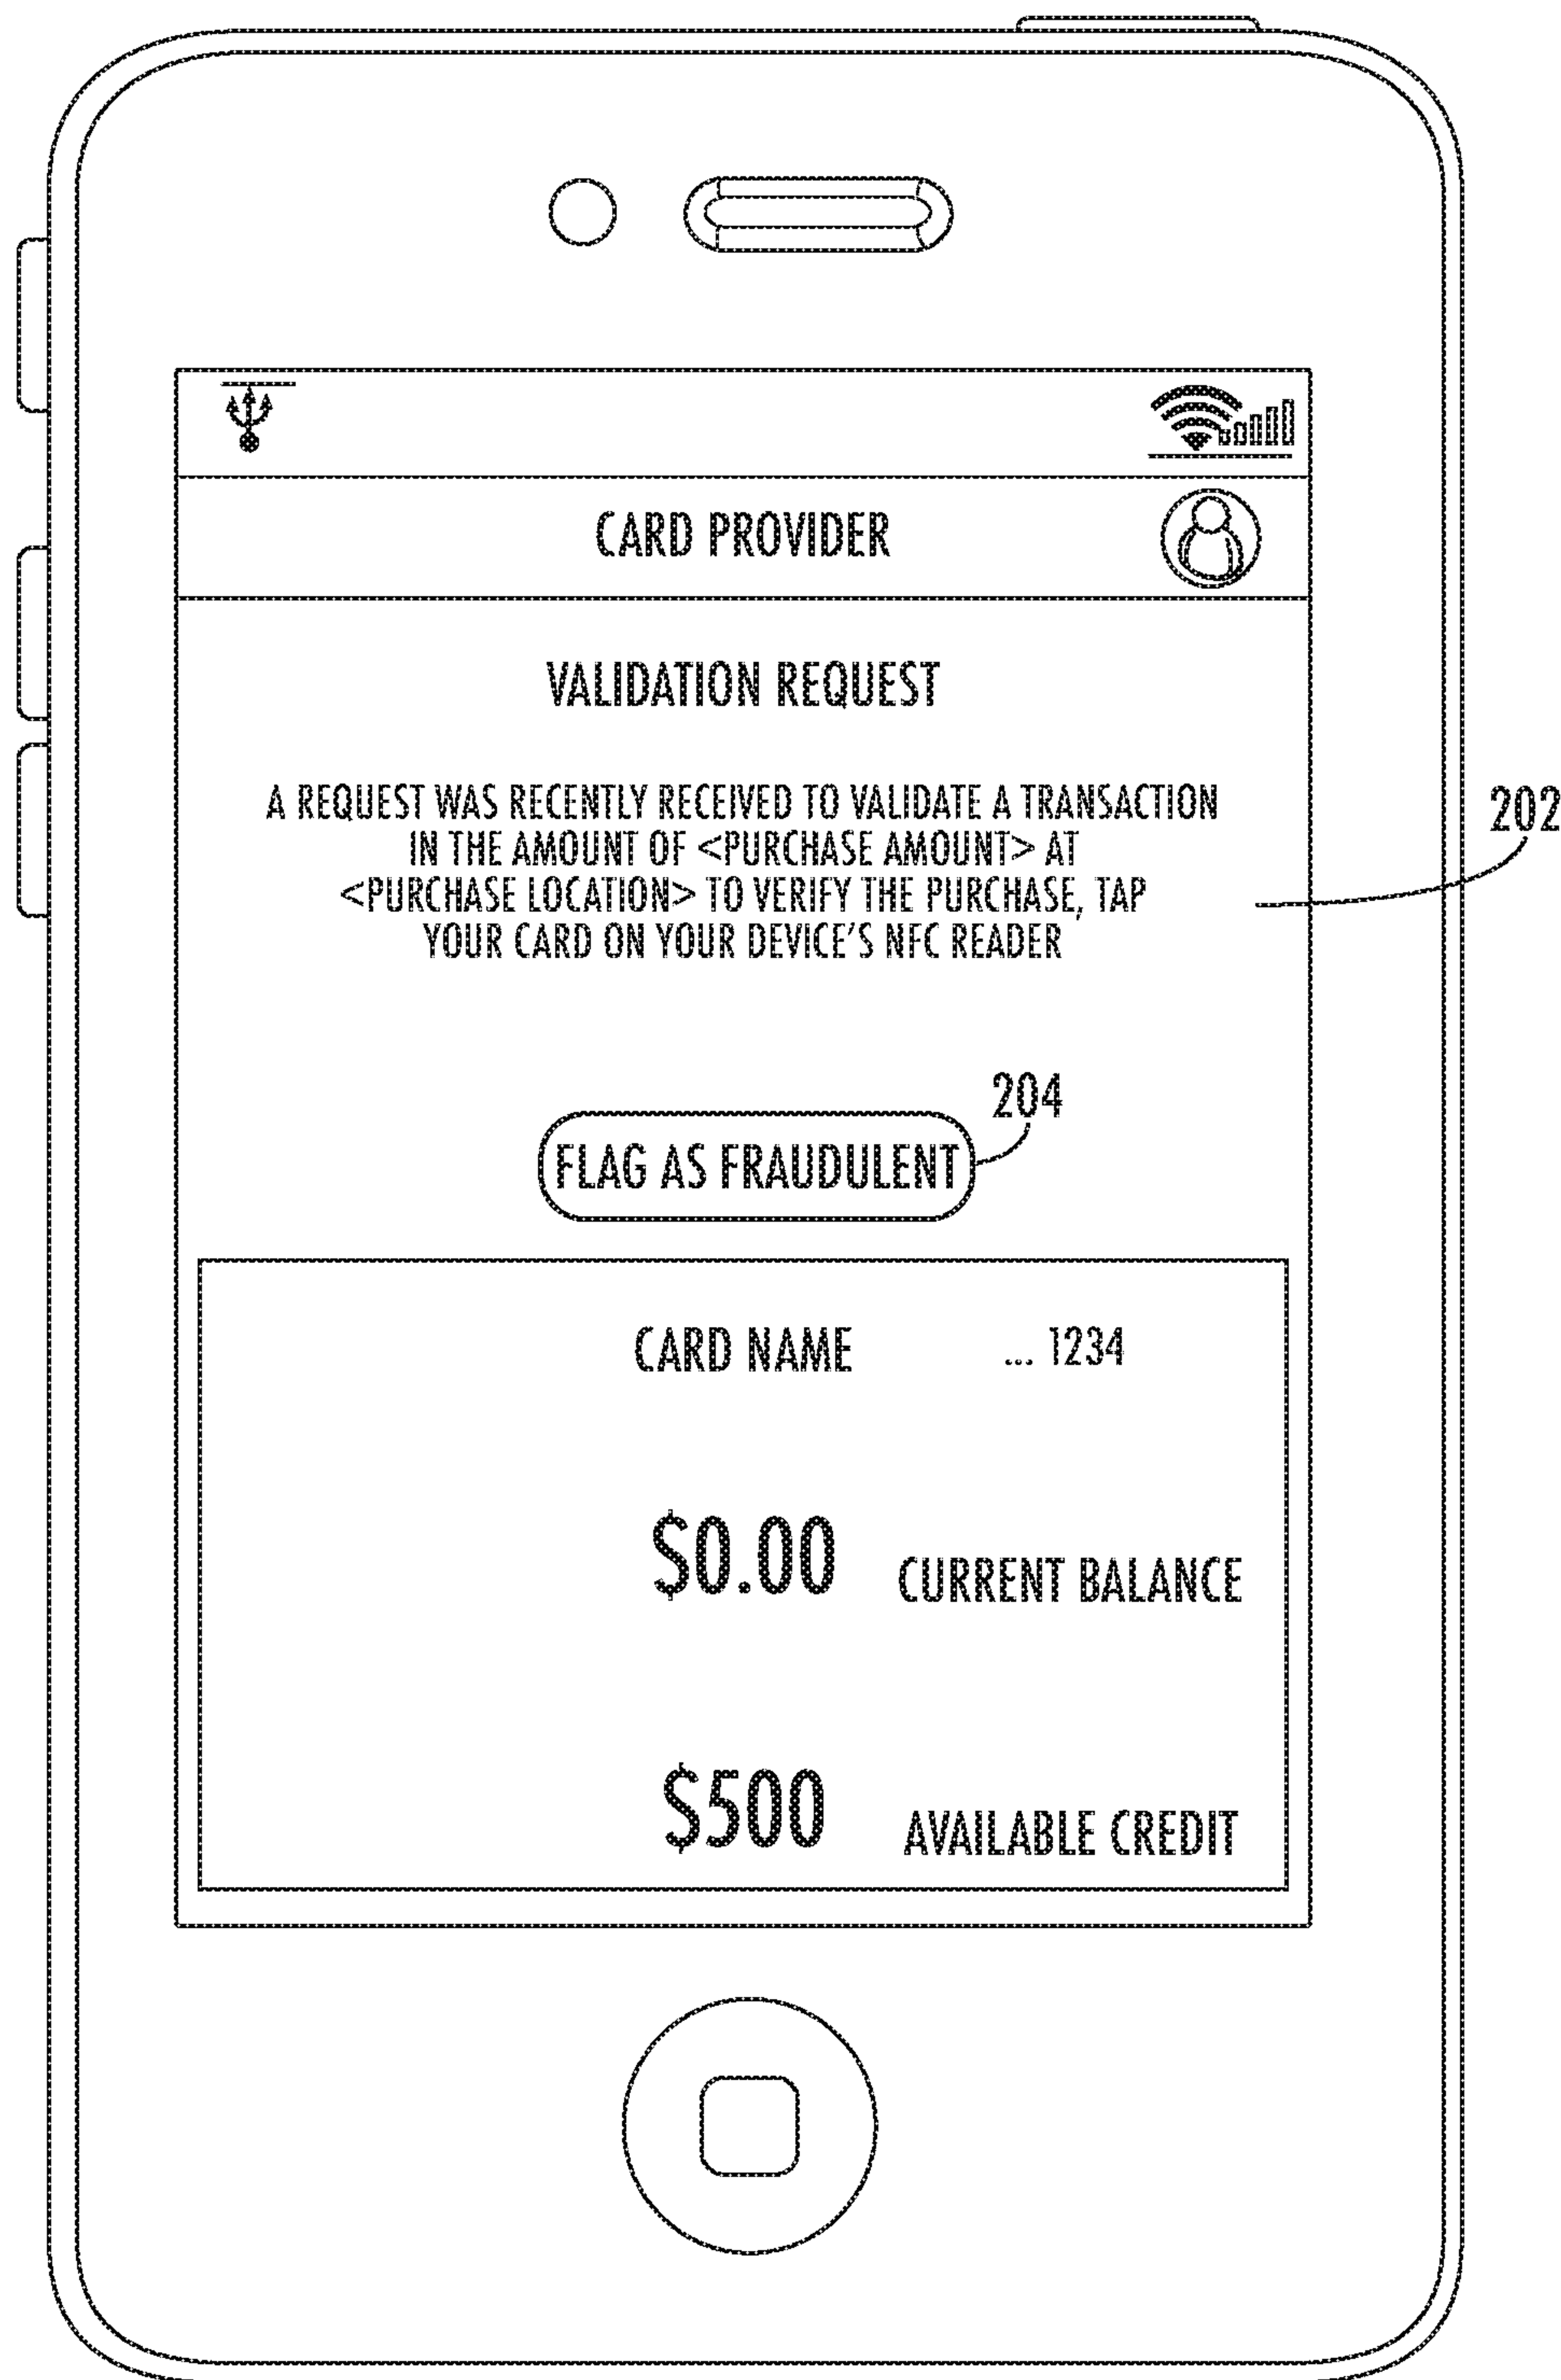 CARD PROVIDER
VALIDATION REQUEST
A REQUEST WAS RECENTLY RECEIVED TO VALIDATE A TRANSACTION
IN THE AMOUNT OF <PURCHASE AMOUNT> AT
<PURCHASE LOCATION> TO VERIFY THE PURCHASE, TAP
YOUR CARD ON YOUR DEVICE'S NFC READER
202
204
FLAG AS FRAUDULENT
CARD NAME ... 1234
$0.00 CURRENT BALANCE
$500 AVAILABLE CREDIT